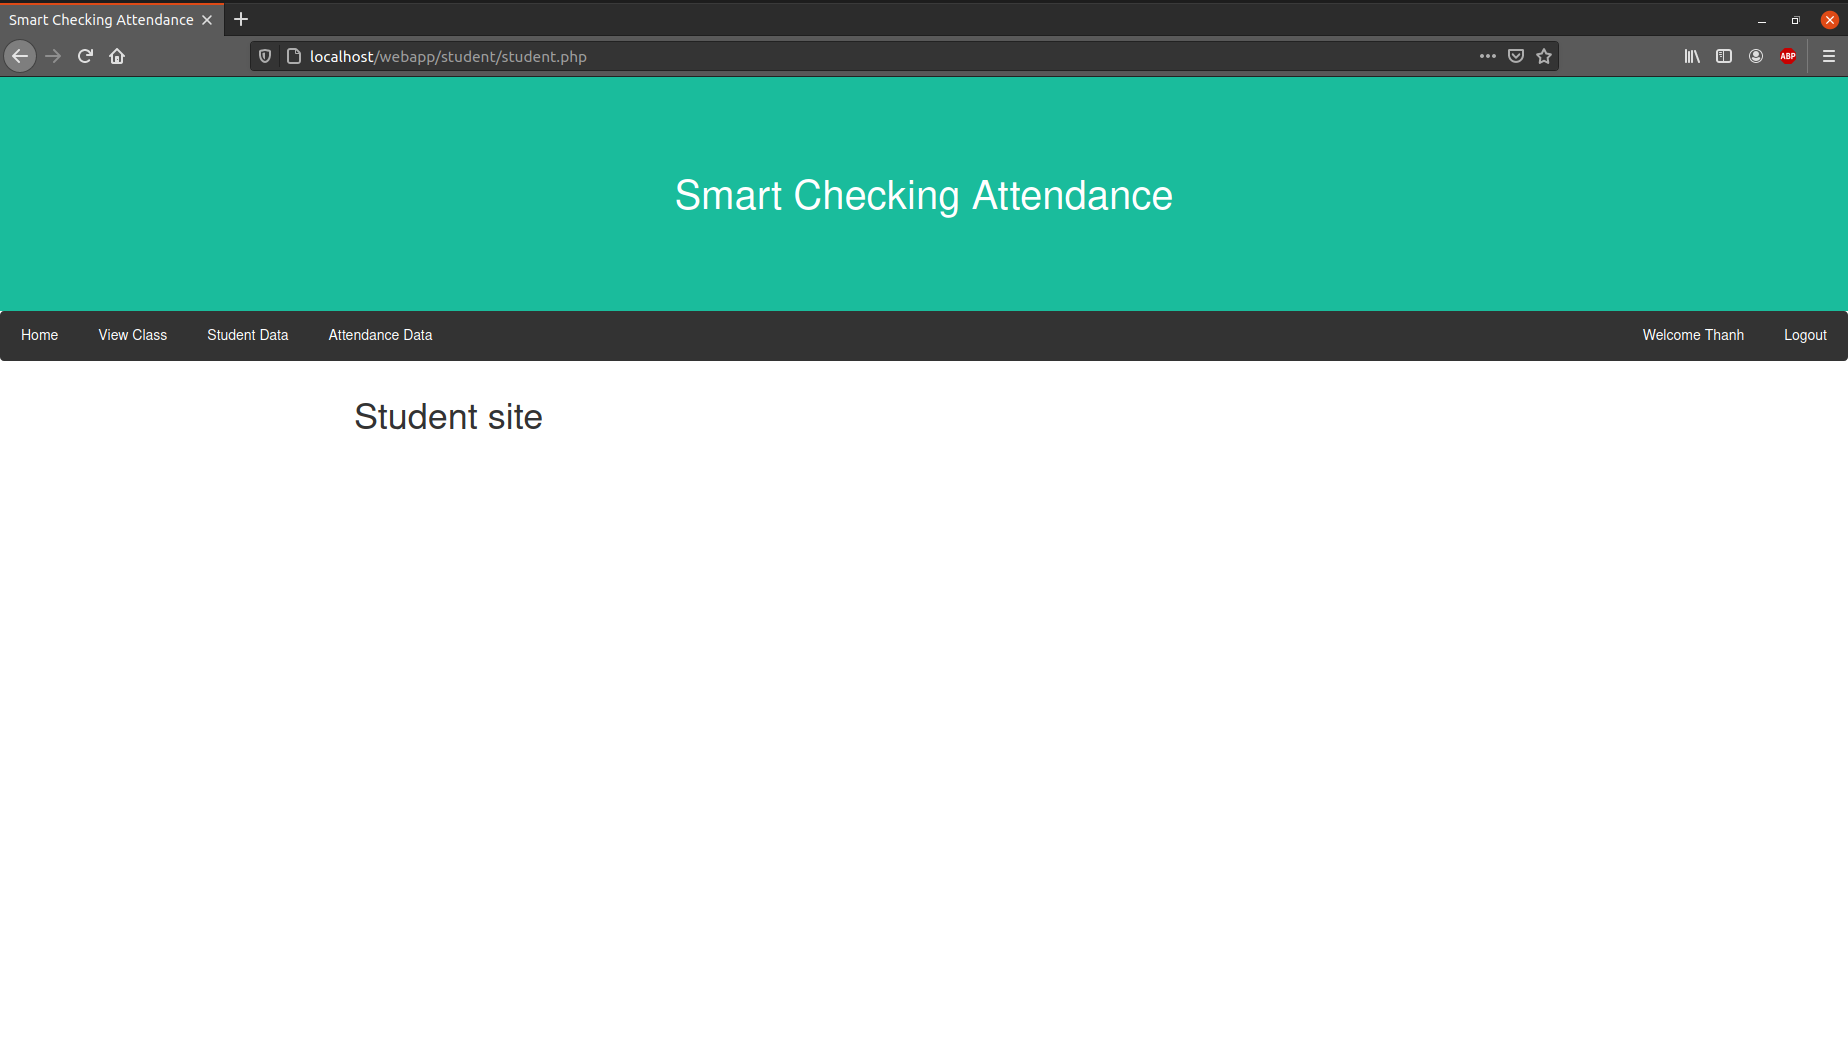 Smart Checking Attendance
localhost/webapp/student/student.php
ABP
Smart Checking Attendance
Home View Class Student Data Attendance Data Welcome Thanh Logout
Student site